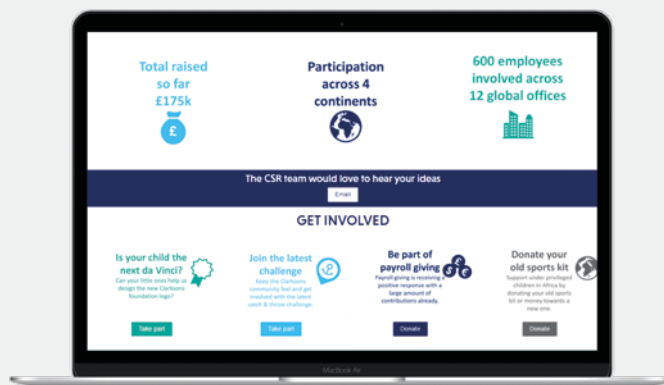 Total raised
so far
£175k
£
Participation
across 4
continents
600 employees
involved across
12 global offices
The CSR team would love to hear your ideas
Email
GET INVOLVED
Is your child the
next da Vinci?
Can your little ones help us
design the new Clarksons
foundation logo?
Take part
Join the latest
challenge
Keep the Clarksons
community feel and get
involved with the latest
catch & throw challenge.
Take part
Be part of
payroll giving
£
$ €
Payroll giving is receiving a
positive response with a
large amount of
contributions already.
Donate
Donate your
old sports kit
Support under privileged
children in Africa by
donating your old sports
kit or money towards a
new one.
Donate
MacBook Air